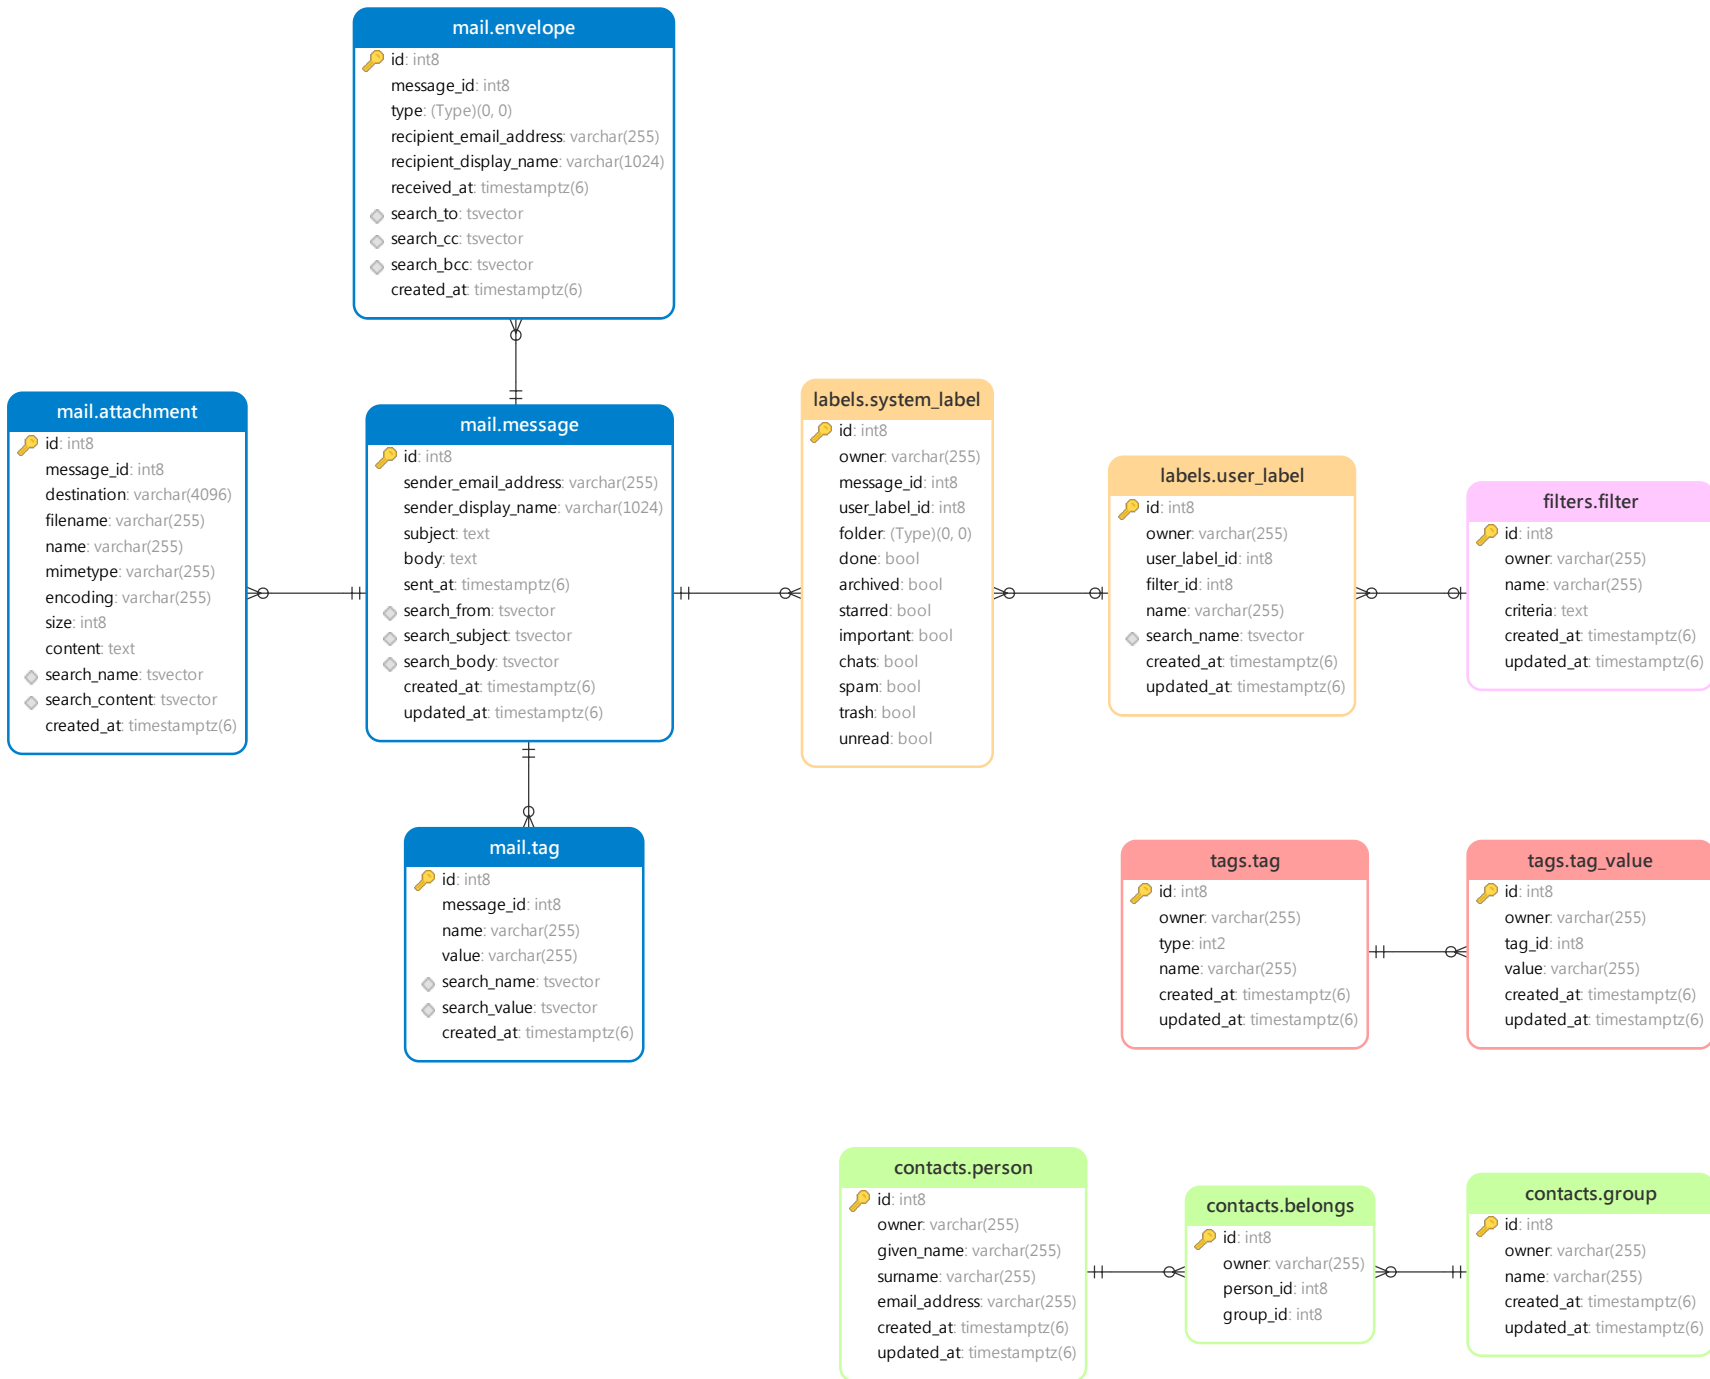 mail.envelope
id: int8
message_id: int8
type: (Type)(0, 0)
recipient_email_address: varchar(255)
recipient_display_name: varchar(1024)
received_at: timestamptz(6)
search_to: tsvector
search_cc: tsvector
search_bcc: tsvector
created_at: timestamptz(6)
mail.attachment
id: int8
message_id: int8
destination: varchar(4096)
filename: varchar(255)
name: varchar(255)
mimetype: varchar(255)
encoding: varchar(255)
size: int8
content: text
search_name: tsvector
search_content: tsvector
created_at: timestamptz(6)
mail.message
id: int8
sender_email_address: varchar(255)
sender_display_name: varchar(1024)
subject: text
body: text
sent_at: timestamptz(6)
search_from: tsvector
search_subject: tsvector
search_body: tsvector
created_at: timestamptz(6)
updated_at: timestamptz(6)
labels.system_label
id: int8
owner: varchar(255)
message_id: int8
user_label_id: int8
folder: (Type)(0, 0)
done: bool
archived: bool
starred: bool
important: bool
chats: bool
spam: bool
trash: bool
unread: bool
labels.user_label
id: int8
owner: varchar(255)
user_label_id: int8
filter_id: int8
name: varchar(255)
search_name: tsvector
created_at: timestamptz(6)
updated_at: timestamptz(6)
filters.filter
id: int8
owner: varchar(255)
name: varchar(255)
criteria: text
created_at: timestamptz(6)
updated_at: timestamptz(6)
mail.tag
id: int8
message_id: int8
name: varchar(255)
value: varchar(255)
search_name: tsvector
search_value: tsvector
created_at: timestamptz(6)
tags.tag
id: int8
owner: varchar(255)
type: int2
name: varchar(255)
created_at: timestamptz(6)
updated_at: timestamptz(6)
tags.tag_value
id: int8
owner: varchar(255)
tag_id: int8
value: varchar(255)
created_at: timestamptz(6)
updated_at: timestamptz(6)
contacts.person
id: int8
owner: varchar(255)
given_name: varchar(255)
surname: varchar(255)
email_address: varchar(255)
created_at: timestamptz(6)
updated_at: timestamptz(6)
contacts.belongs
id: int8
owner: varchar(255)
person_id: int8
group_id: int8
contacts.group
id: int8
owner: varchar(255)
name: varchar(255)
created_at: timestamptz(6)
updated_at: timestamptz(6)